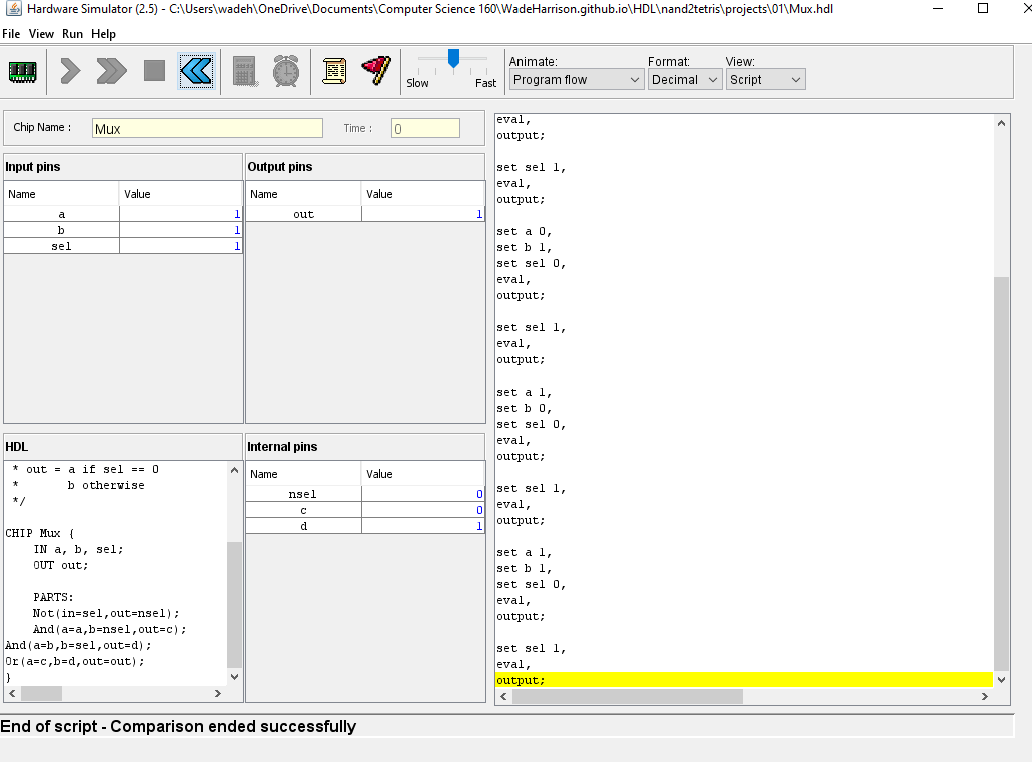 Hardware Simulator (2.5) - C:\Users\wadeh\OneDrive\Documents\Computer Science 160\WadeHarrison.github.io\HDL\nand2tetris\projects\01\Mux.hdl
File View Run Help
Slow
Fast
Animate:
Program flow
Format:
Decimal
View:
Script
Chip Name :
Mux
Time :
0
Input pins
Name Value
a 1
b 1
sel 1
Output pins
Name Value
out 1
HDL
* out = a if sel == 0
*       b otherwise
*/
CHIP Mux {
IN a, b, sel;
OUT out;
PARTS:
Not(in=sel,out=nsel);
And(a=a,b=nsel,out=c);
And(a=b,b=sel,out=d);
Or(a=c,b=d,out=out);
}
Internal pins
Name Value
nsel 0
c 0
d 1
eval,
output;
set sel 1,
eval,
output;
set a 0,
set b 1,
set sel 0,
eval,
output;
set sel 1,
eval,
output;
set a 1,
set b 0,
set sel 0,
eval,
output;
set sel 1,
eval,
output;
set a 1,
set b 1,
set sel 0,
eval,
output;
set sel 1,
eval,
output;
End of script - Comparison ended successfully